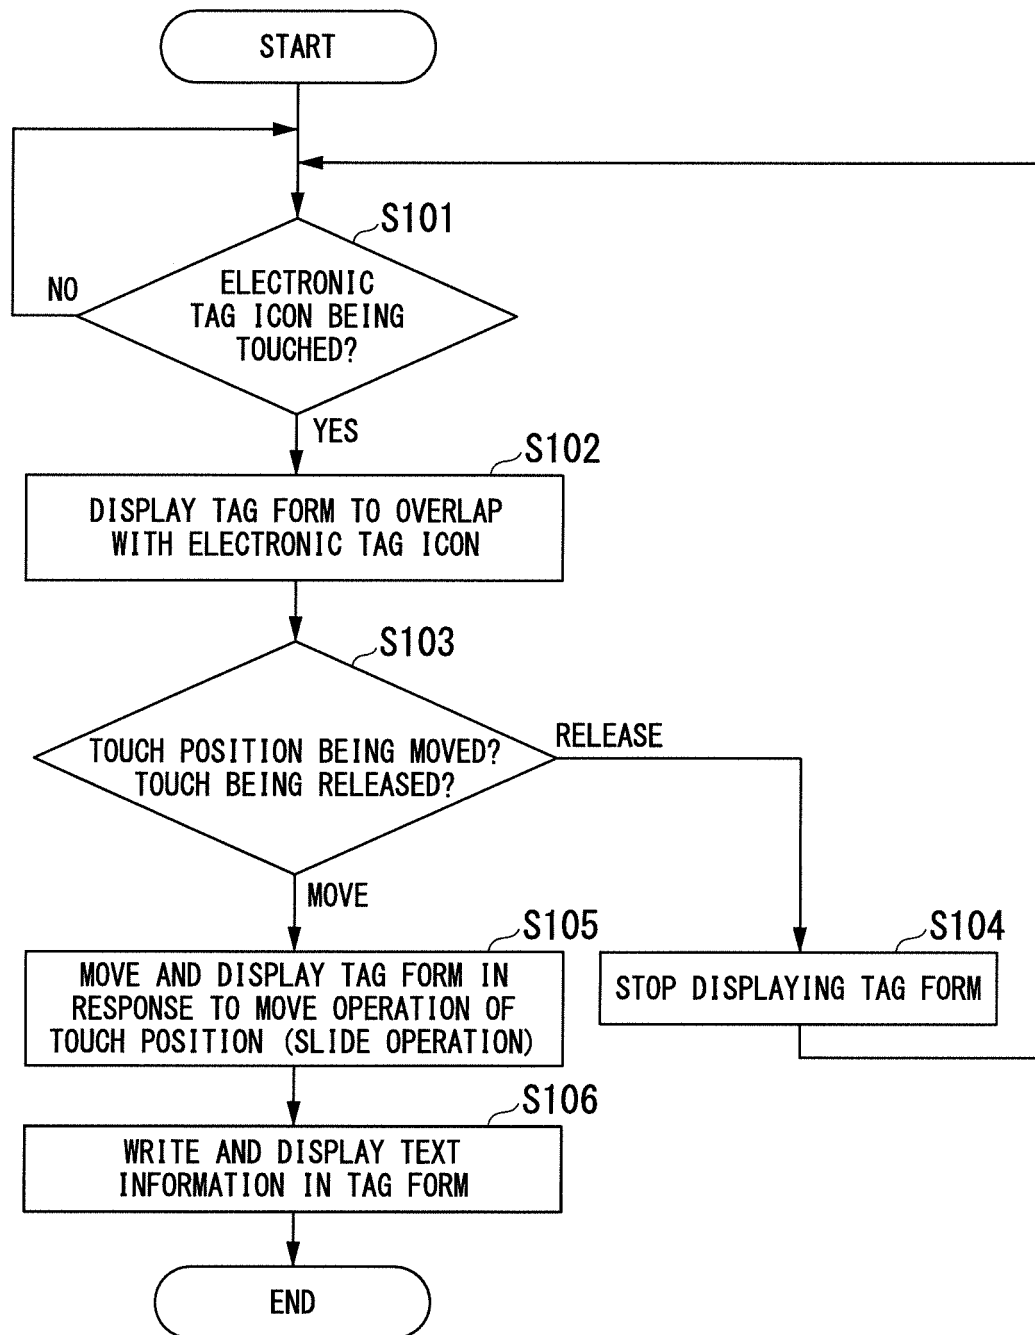 START
S101
ELECTRONIC
TAG ICON BEING
TOUCHED?
NO
YES
S102
DISPLAY TAG FORM TO OVERLAP
WITH ELECTRONIC TAG ICON
S103
TOUCH POSITION BEING MOVED?
TOUCH BEING RELEASED?
RELEASE
MOVE
S105
MOVE AND DISPLAY TAG FORM IN
RESPONSE TO MOVE OPERATION OF
TOUCH POSITION (SLIDE OPERATION)
S104
STOP DISPLAYING TAG FORM
S106
WRITE AND DISPLAY TEXT
INFORMATION IN TAG FORM
END